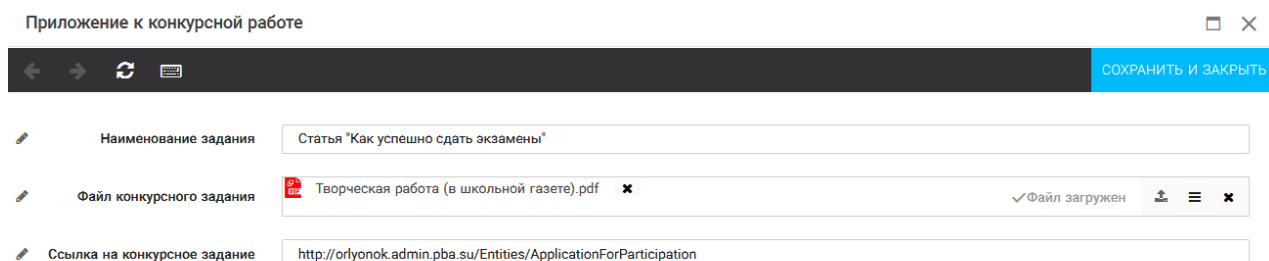 Приложение к конкурсной работе
СОХРАНИТЬ И ЗАКРЫТЬ
Наименование задания Статья "Как успешно сдать экзамены"
Файл конкурсного задания Творческая работа (в школьной газете).pdf Файл загружен
Ссылка на конкурсное задание http://orlyonok.admin.pba.su/Entities/ApplicationForParticipation